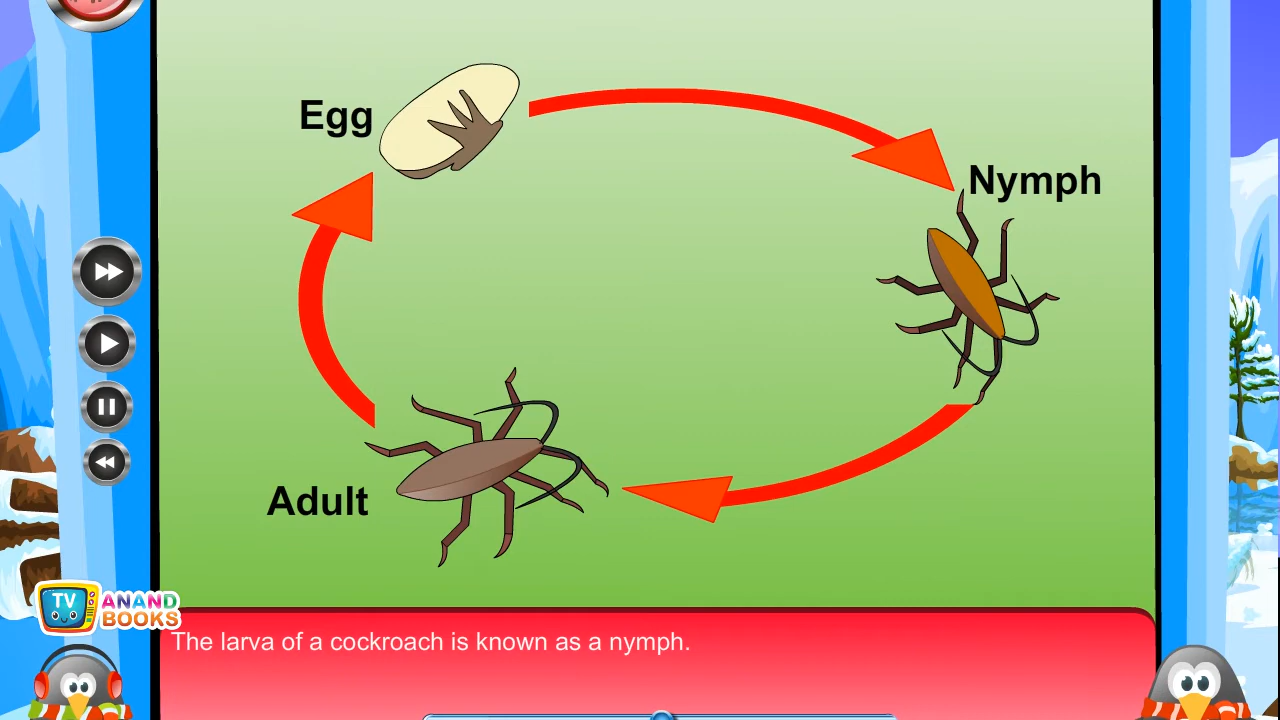 Egg
Nymph
Adult
TV ANAND
BOOKS
The larva of a cockroach is known as a nymph.